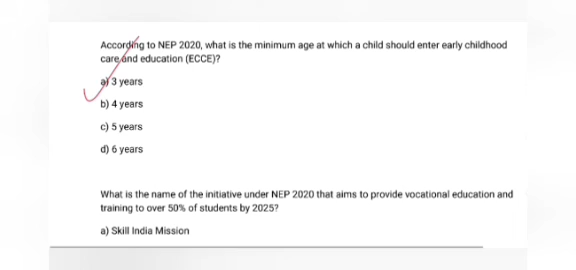 According to NEP 2020, what is the minimum age at which a child should enter early childhood
care and education (ECCE)?
a) 3 years
b) 4 years
c) 5 years
d) 6 years
What is the name of the initiative under NEP 2020 that aims to provide vocational education and
training to over 50% of students by 2025?
a) Skill India Mission